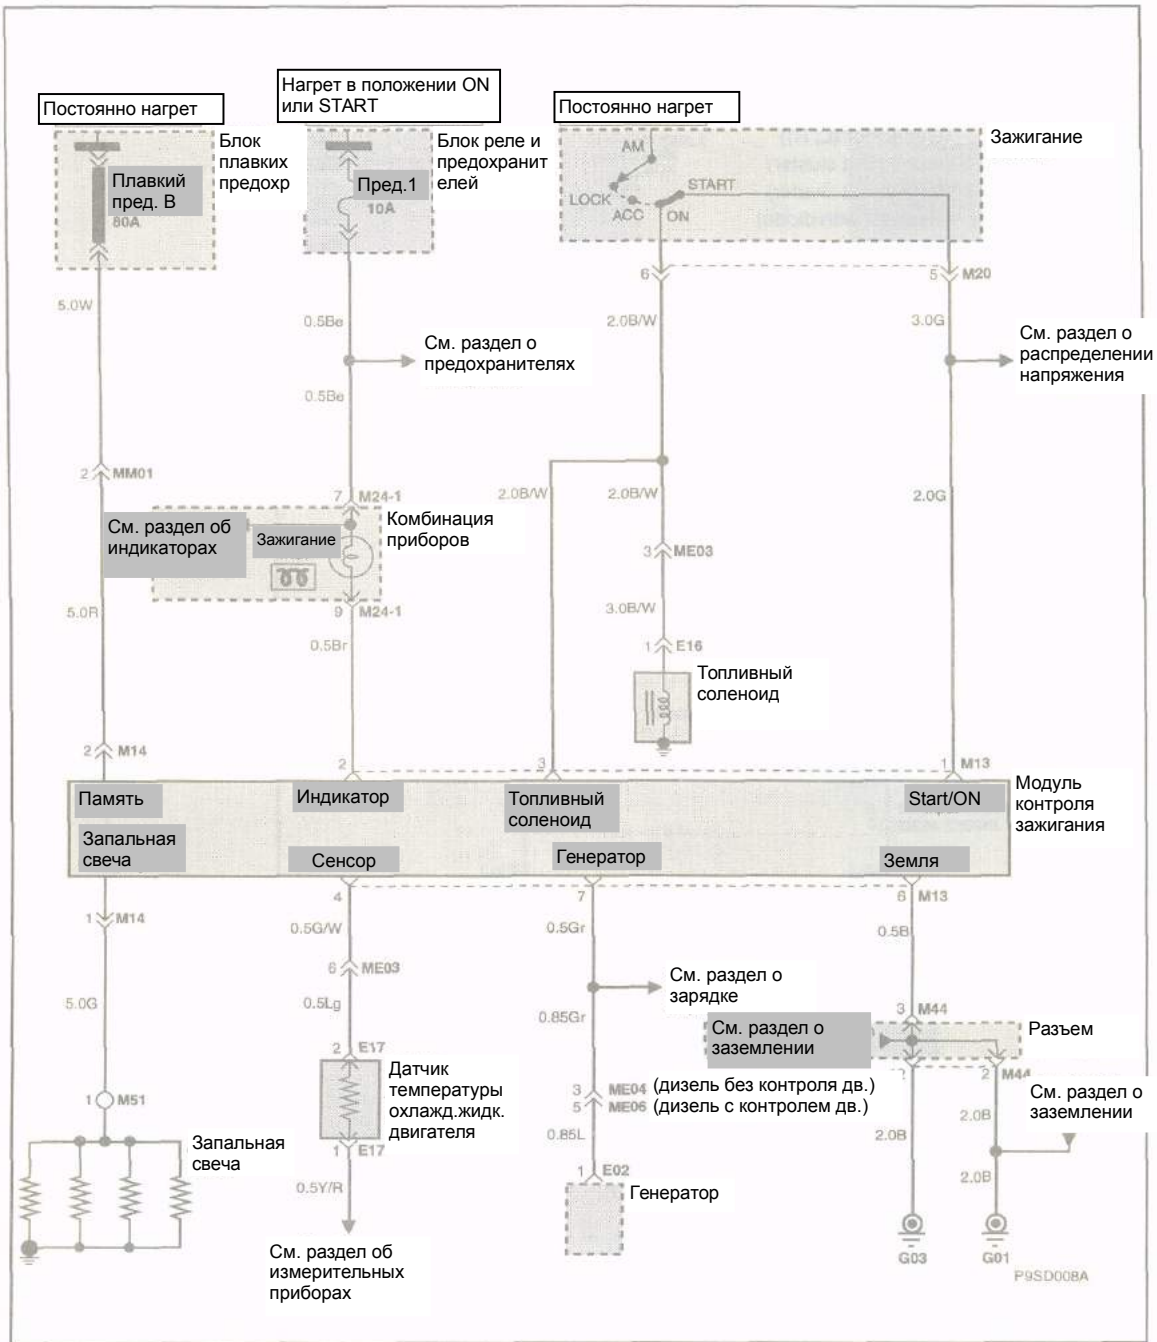 Нагрет в положении ON
или START
Постоянно нагрет
Постоянно нагрет
Блок
плавких
предохр
Плавкий
пред. В
80A
Блок реле и
предохранит
елей
Пред.1
10A
Зажигание
AM
LOCK
ACC
ON
START
6
5
M20
5.0W
0.5Be
2.0B/W
3.0G
См. раздел о
предохранителях
См. раздел о
распределении
напряжения
0.5Be
2
MM01
7
M24-1
2.0B/W
2.0B/W
2.0G
См. раздел об
индикаторах
Зажигание
Комбинация
приборов
3
ME03
5.0R
9
M24-1
3.0B/W
0.5Br
1
E16
Топливный
соленоид
2
M14
2
3
1
M13
Память
Индикатор
Топливный
соленоид
Start/ON
Модуль
контроля
зажигания
Запальная
свеча
Сенсор
Генератор
Земля
1
M14
4
7
6
M13
0.5G/W
0.5Gr
0.5B
6
ME03
См. раздел о
зарядке
5.0G
0.5Lg
0.85Gr
3
M44
См. раздел о
заземлении
Разъем
2
E17
Датчик
температуры
охлажд.жидк.
двигателя
2
M44
1
M51
3
ME04
(дизель без контроля дв.)
5
ME06
(дизель с контролем дв.)
См. раздел о
заземлении
2.0B
0.85L
2.0B
1
E17
Запальная
свеча
1
E02
Генератор
2.0B
0.5Y/R
См. раздел об
измерительных
приборах
G03
G01
P9SD008A